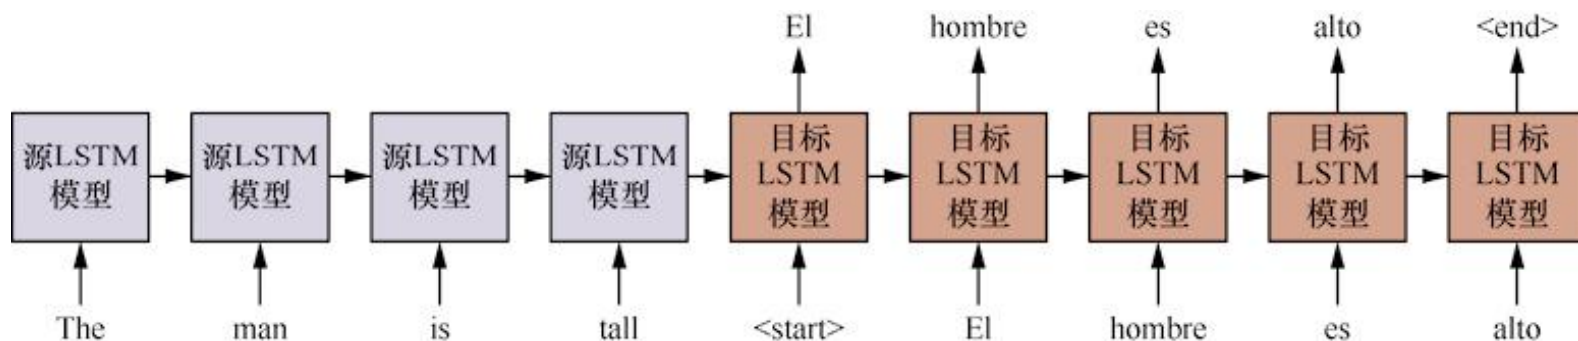 El hombre es alto <end>
源LSTM 源LSTM 源LSTM 源LSTM 目标 目标 目标 目标 目标
模型 模型 模型 模型 LSTM LSTM LSTM LSTM LSTM
模型 模型 模型 模型 模型
The man is tall <start> El hombre es alto